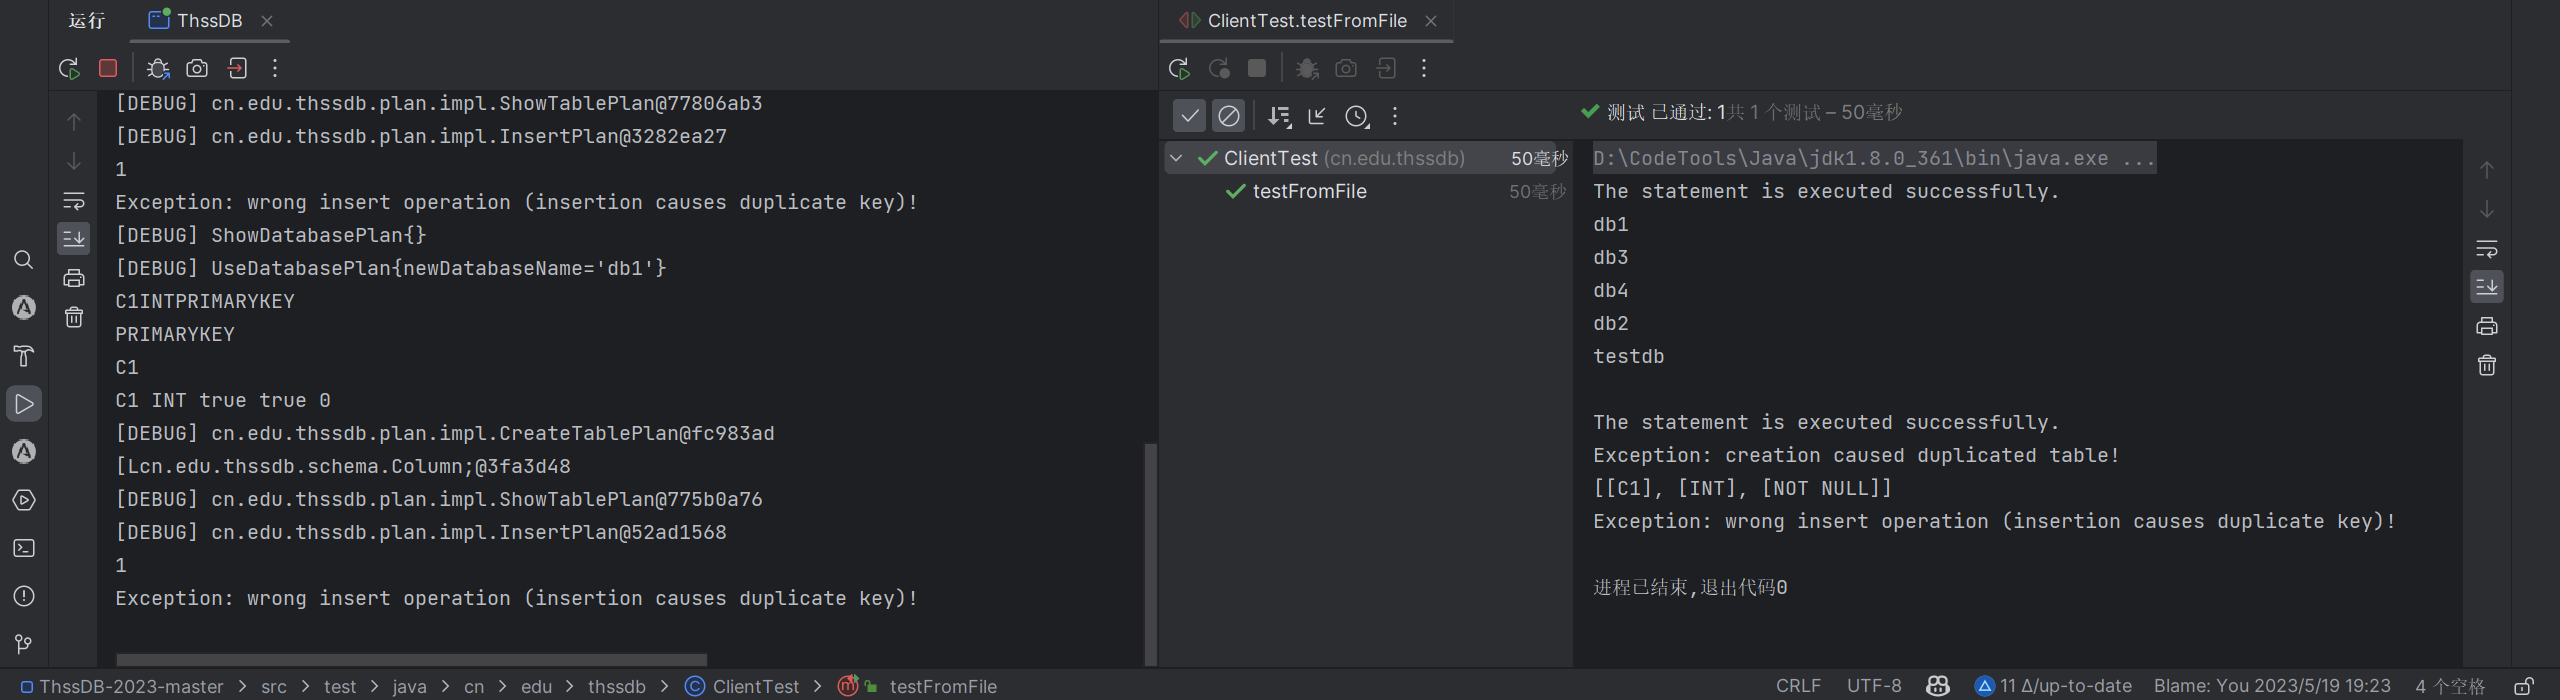 运行 ThssDB
[DEBUG] cn.edu.thssdb.plan.impl.ShowTablePlan@77806ab3
[DEBUG] cn.edu.thssdb.plan.impl.InsertPlan@3282ea27
1
Exception: wrong insert operation (insertion causes duplicate key)!
[DEBUG] ShowDatabasePlan{}
[DEBUG] UseDatabasePlan{newDatabaseName='db1'}
C1INTPRIMARYKEY
PRIMARYKEY
C1
C1 INT true true 0
[DEBUG] cn.edu.thssdb.plan.impl.CreateTablePlan@fc983ad
[Lcn.edu.thssdb.schema.Column;@3fa3d48
[DEBUG] cn.edu.thssdb.plan.impl.ShowTablePlan@775b0a76
[DEBUG] cn.edu.thssdb.plan.impl.InsertPlan@52ad1568
1
Exception: wrong insert operation (insertion causes duplicate key)!
ClientTest.testFromFile
测试 已通过: 1共 1 个测试 – 50毫秒
ClientTest (cn.edu.thssdb) 50毫秒
testFromFile 50毫秒
D:\CodeTools\Java\jdk1.8.0_361\bin\java.exe ...
The statement is executed successfully.
db1
db3
db4
db2
testdb
The statement is executed successfully.
Exception: creation caused duplicated table!
[[C1], [INT], [NOT NULL]]
Exception: wrong insert operation (insertion causes duplicate key)!
进程已结束,退出代码0
ThssDB-2023-master > src > test > java > cn > edu > thssdb > ClientTest > testFromFile
CRLF UTF-8 11 Δ/up-to-date Blame: You 2023/5/19 19:23 4 个空格